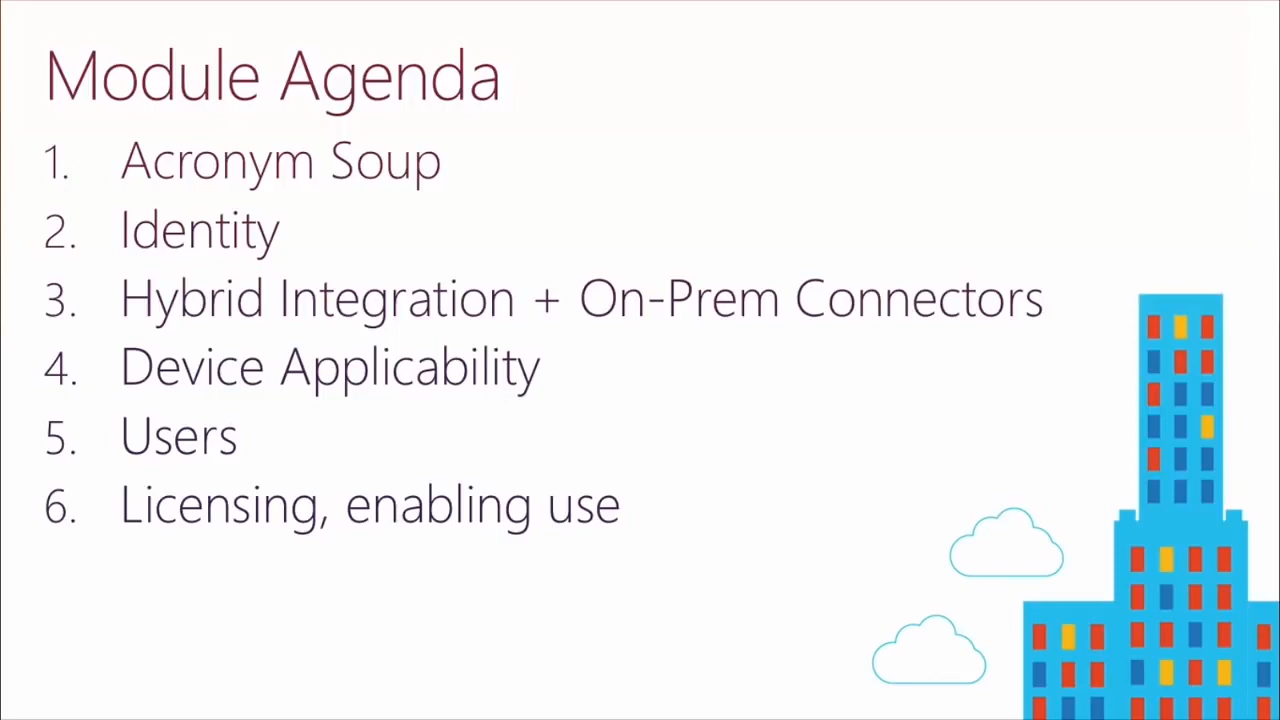 Module Agenda
1. Acronym Soup
2. Identity
3. Hybrid Integration + On-Prem Connectors
4. Device Applicability
5. Users
6. Licensing, enabling use